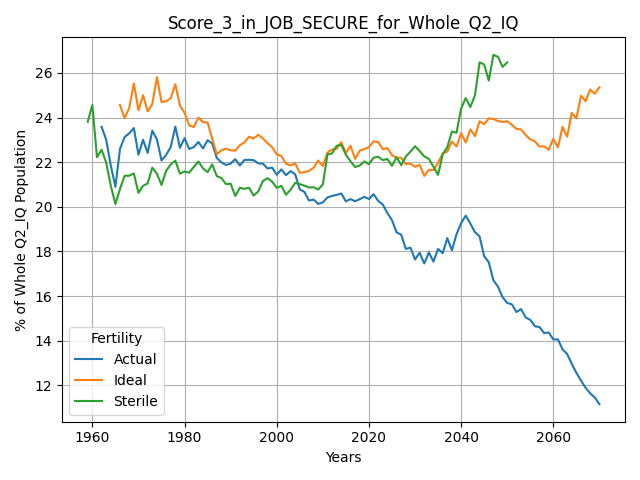 Score_3_in_JOB_SECURE_for_Whole_Q2_IQ
% of Whole Q2_IQ Population
26
24
22
20
18
16
14
12
Fertility
Actual
Ideal
Sterile
1960 1980 2000 2020 2040 2060
Years